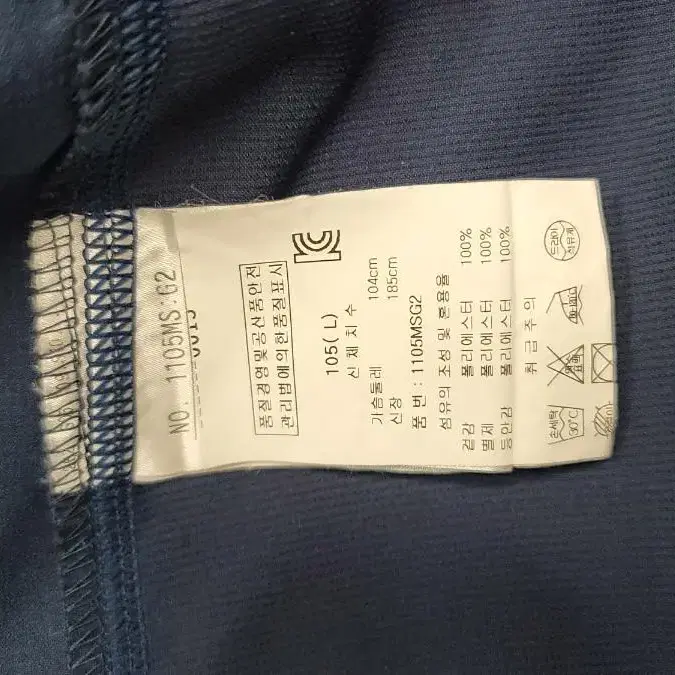 NO. 1105MS:G2
품질경영및공산품안전
관리법에의한품질표시
105( L )
신 체 치 수
가슴둘레 104cm
신장 185cm
품 번 : 1105MSG2
섬유의 조성 및 혼용율
겉감 폴리에스터 100%
별제 폴리에스터 100%
등안감 폴리에스터 100%
취 급 주 의
드라이
석유계
손세탁
30°C